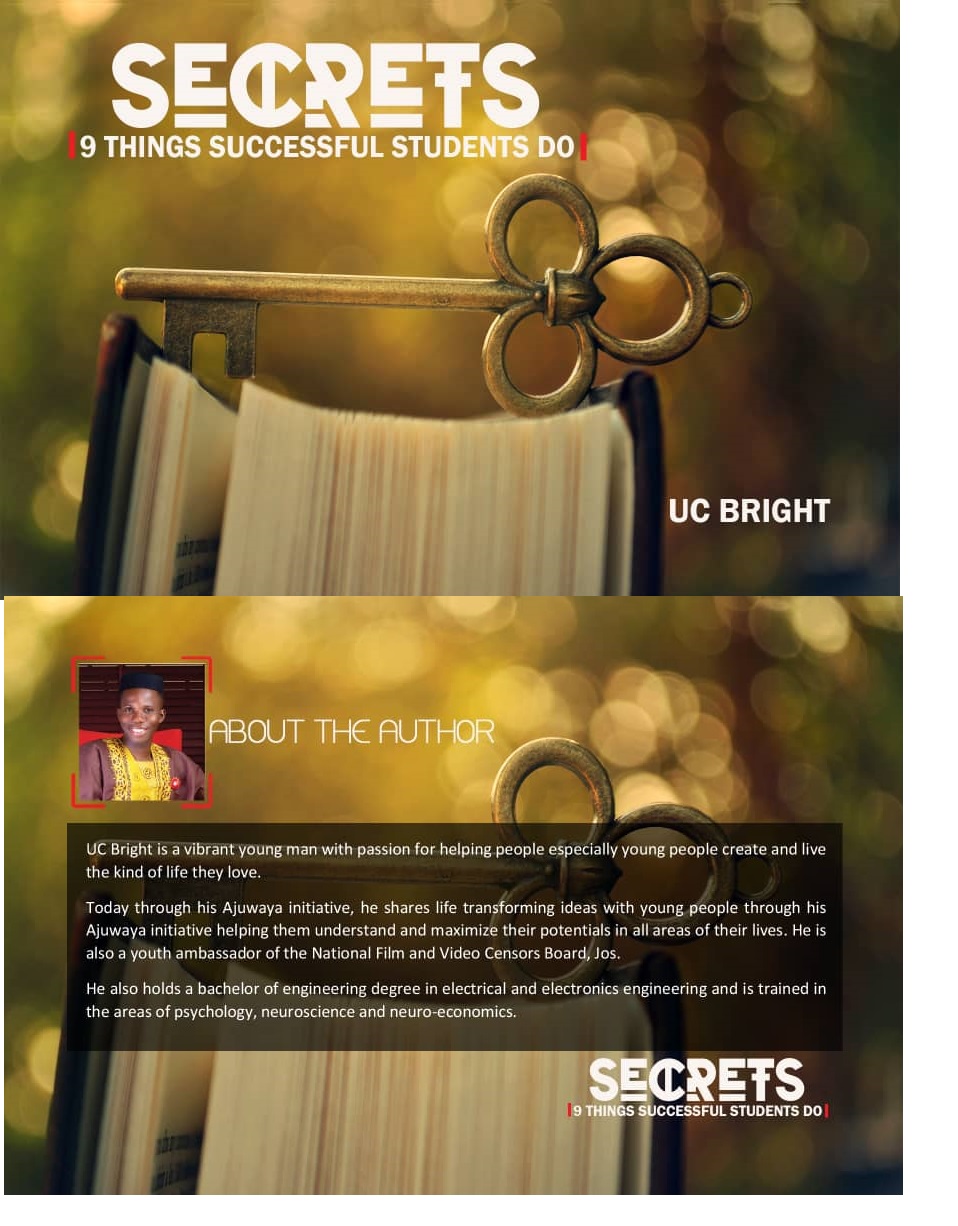 SECRETS
9 THINGS SUCCESSFUL STUDENTS DO
UC BRIGHT
ABOUT THE AUTHOR
UC Bright is a vibrant young man with passion for helping people especially young people create and live
the kind of life they love.
Today through his Ajuwaya initiative, he shares life transforming ideas with young people through his
Ajuwaya initiative helping them understand and maximize their potentials in all areas of their lives. He is
also a youth ambassador of the National Film and Video Censors Board, Jos.
He also holds a bachelor of engineering degree in electrical and electronics engineering and is trained in
the areas of psychology, neuroscience and neuro-economics.
SECRETS
9 THINGS SUCCESSFUL STUDENTS DO